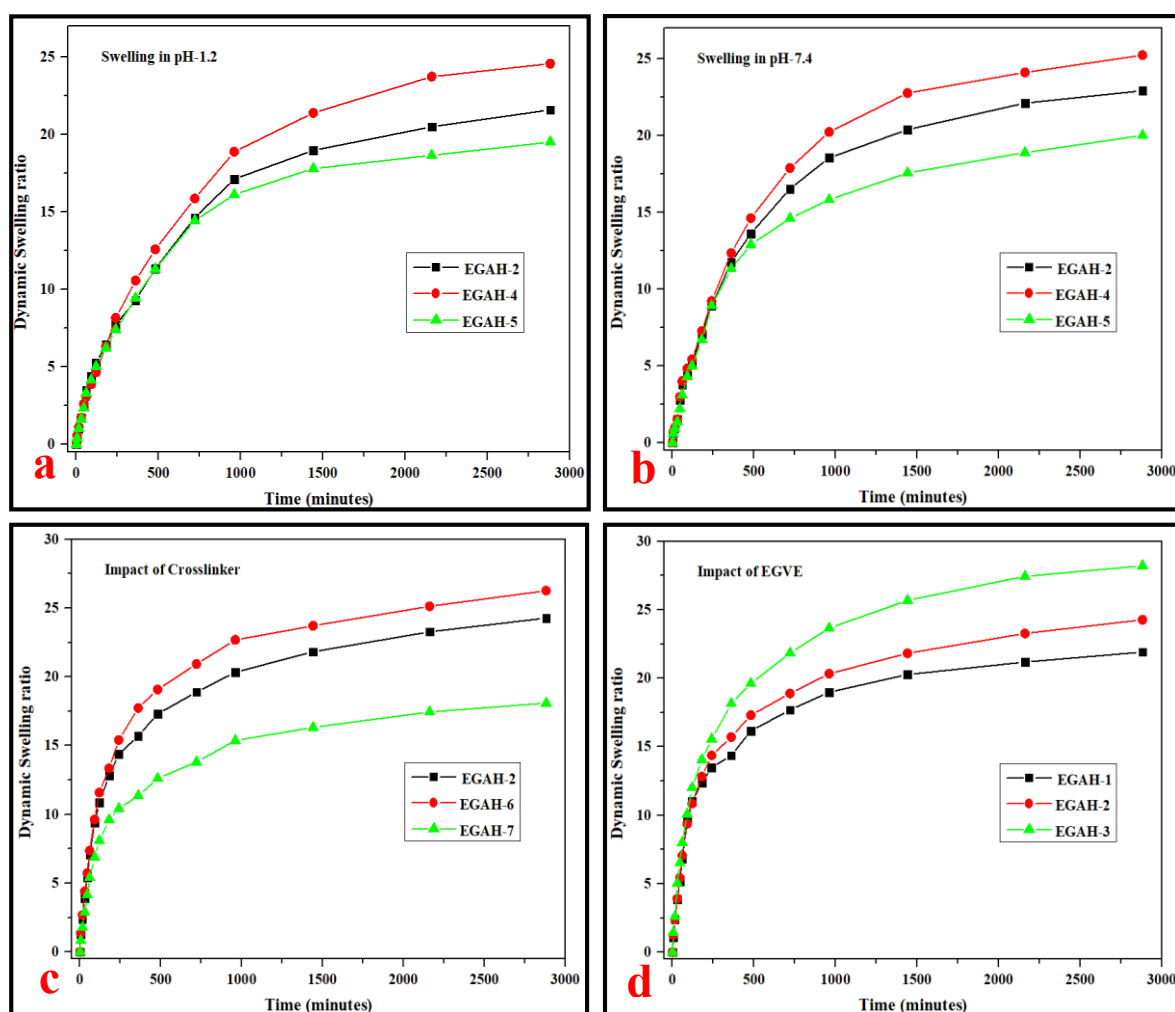 Swelling in pH-1.2
Dynamic Swelling ratio
25
20
15
10
5
0
EGAH-2
EGAH-4
EGAH-5
0 500 1000 1500 2000 2500 3000
Time (minutes)
a
Swelling in pH-7.4
Dynamic Swelling ratio
25
20
15
10
5
0
EGAH-2
EGAH-4
EGAH-5
0 500 1000 1500 2000 2500 3000
Time (minutes)
b
Impact of Crosslinker
Dynamic Swelling ratio
30
25
20
15
10
5
0
EGAH-2
EGAH-6
EGAH-7
0 500 1000 1500 2000 2500 3000
Time (minutes)
c
Impact of EGVE
Dynamic Swelling ratio
30
25
20
15
10
5
0
EGAH-1
EGAH-2
EGAH-3
0 500 1000 1500 2000 2500 3000
Time (minutes)
d